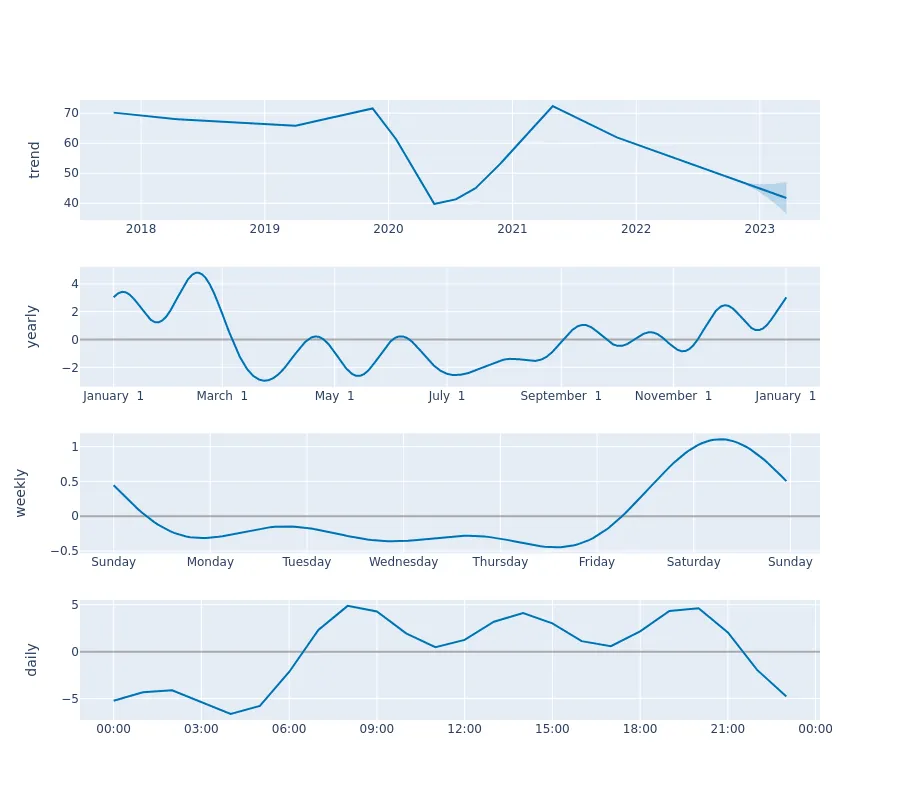 trend
70
60
50
40
2018 2019 2020 2021 2022 2023
yearly
4
2
0
−2
January 1 March 1 May 1 July 1 September 1 November 1 January 1
weekly
1
0.5
0
−0.5
Sunday Monday Tuesday Wednesday Thursday Friday Saturday Sunday
daily
5
0
−5
00:00 03:00 06:00 09:00 12:00 15:00 18:00 21:00 00:00